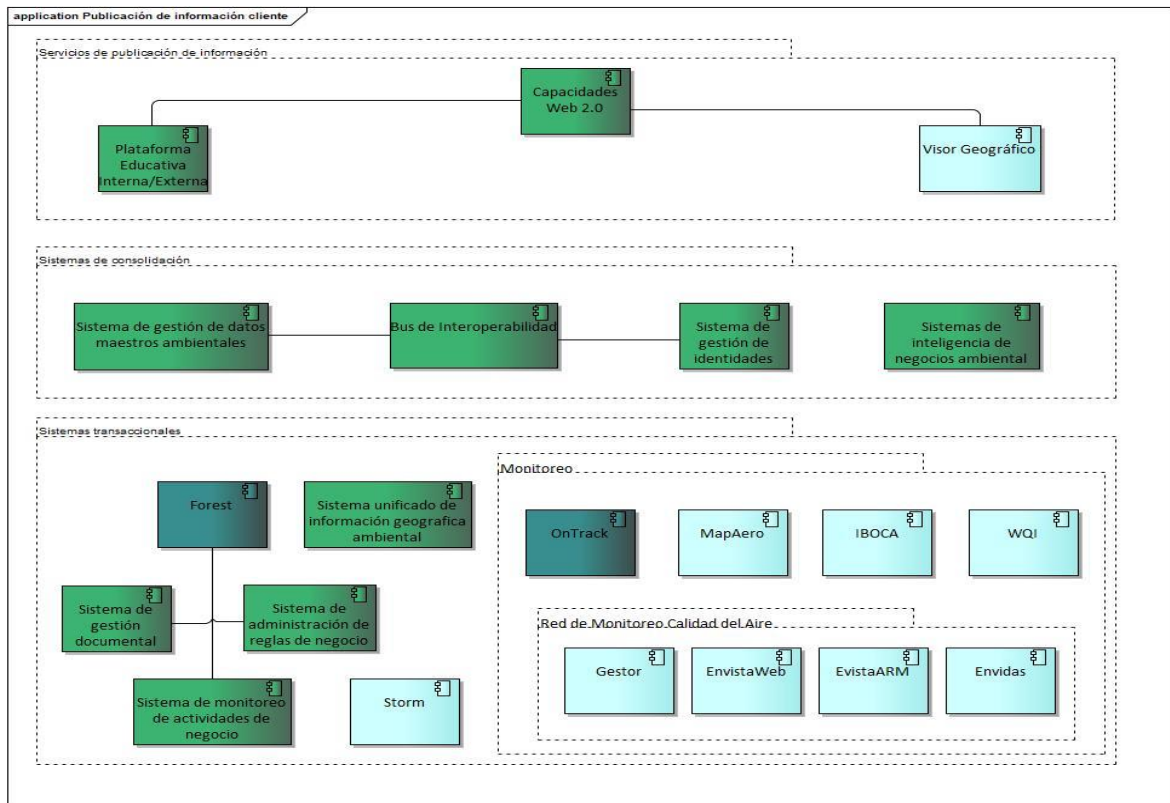 application Publicación de información cliente
Servicios de publicación de información
Capacidades
Web 2.0
Plataforma
Educativa
Interna/Externa
Visor Geográfico
Sistemas de consolidación
Sistema de gestión de datos
maestros ambientales
Bus de Interoperabilidad
Sistema de
gestión de
identidades
Sistemas de
inteligencia de
negocios ambiental
Sistemas transaccionales
Forest
Sistema unificado de
información geografica
ambiental
Sistema de
gestión
documental
Sistema de
administración de
reglas de negocio
Sistema de monitoreo
de actividades de
negocio
Storm
Monitoreo
OnTrack
MapAero
IBOCA
WQI
Red de Monitoreo Calidad del Aire
Gestor
EnvistaWeb
EvistaARM
Envidas